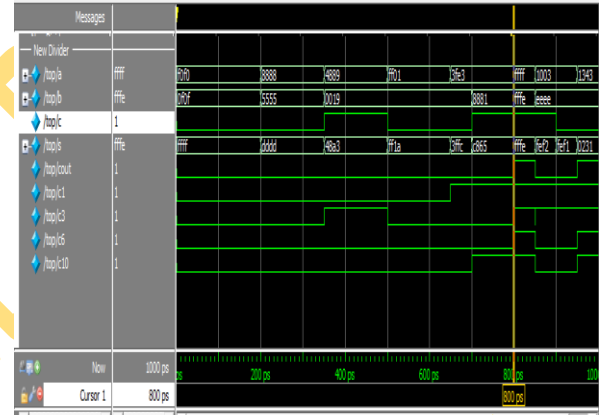 Messages
New Divider
/top/a ffff f0f0 8888 4889 ff01 3fe3 ffff 1003 1343
/top/b fffe 0f0f 5555 0019 8881 fffe eeee
/top/c 1
/top/s fffe ffff dddd 48a3 ff1a 3ffc c865 fffe fef2 fef1 0231
/top/cout 1
/top/c1 1
/top/c3 1
/top/c6 1
/top/c10 1
Now 1000 ps ps 200 ps 400 ps 600 ps 800 ps 100
Cursor 1 800 ps 800 ps